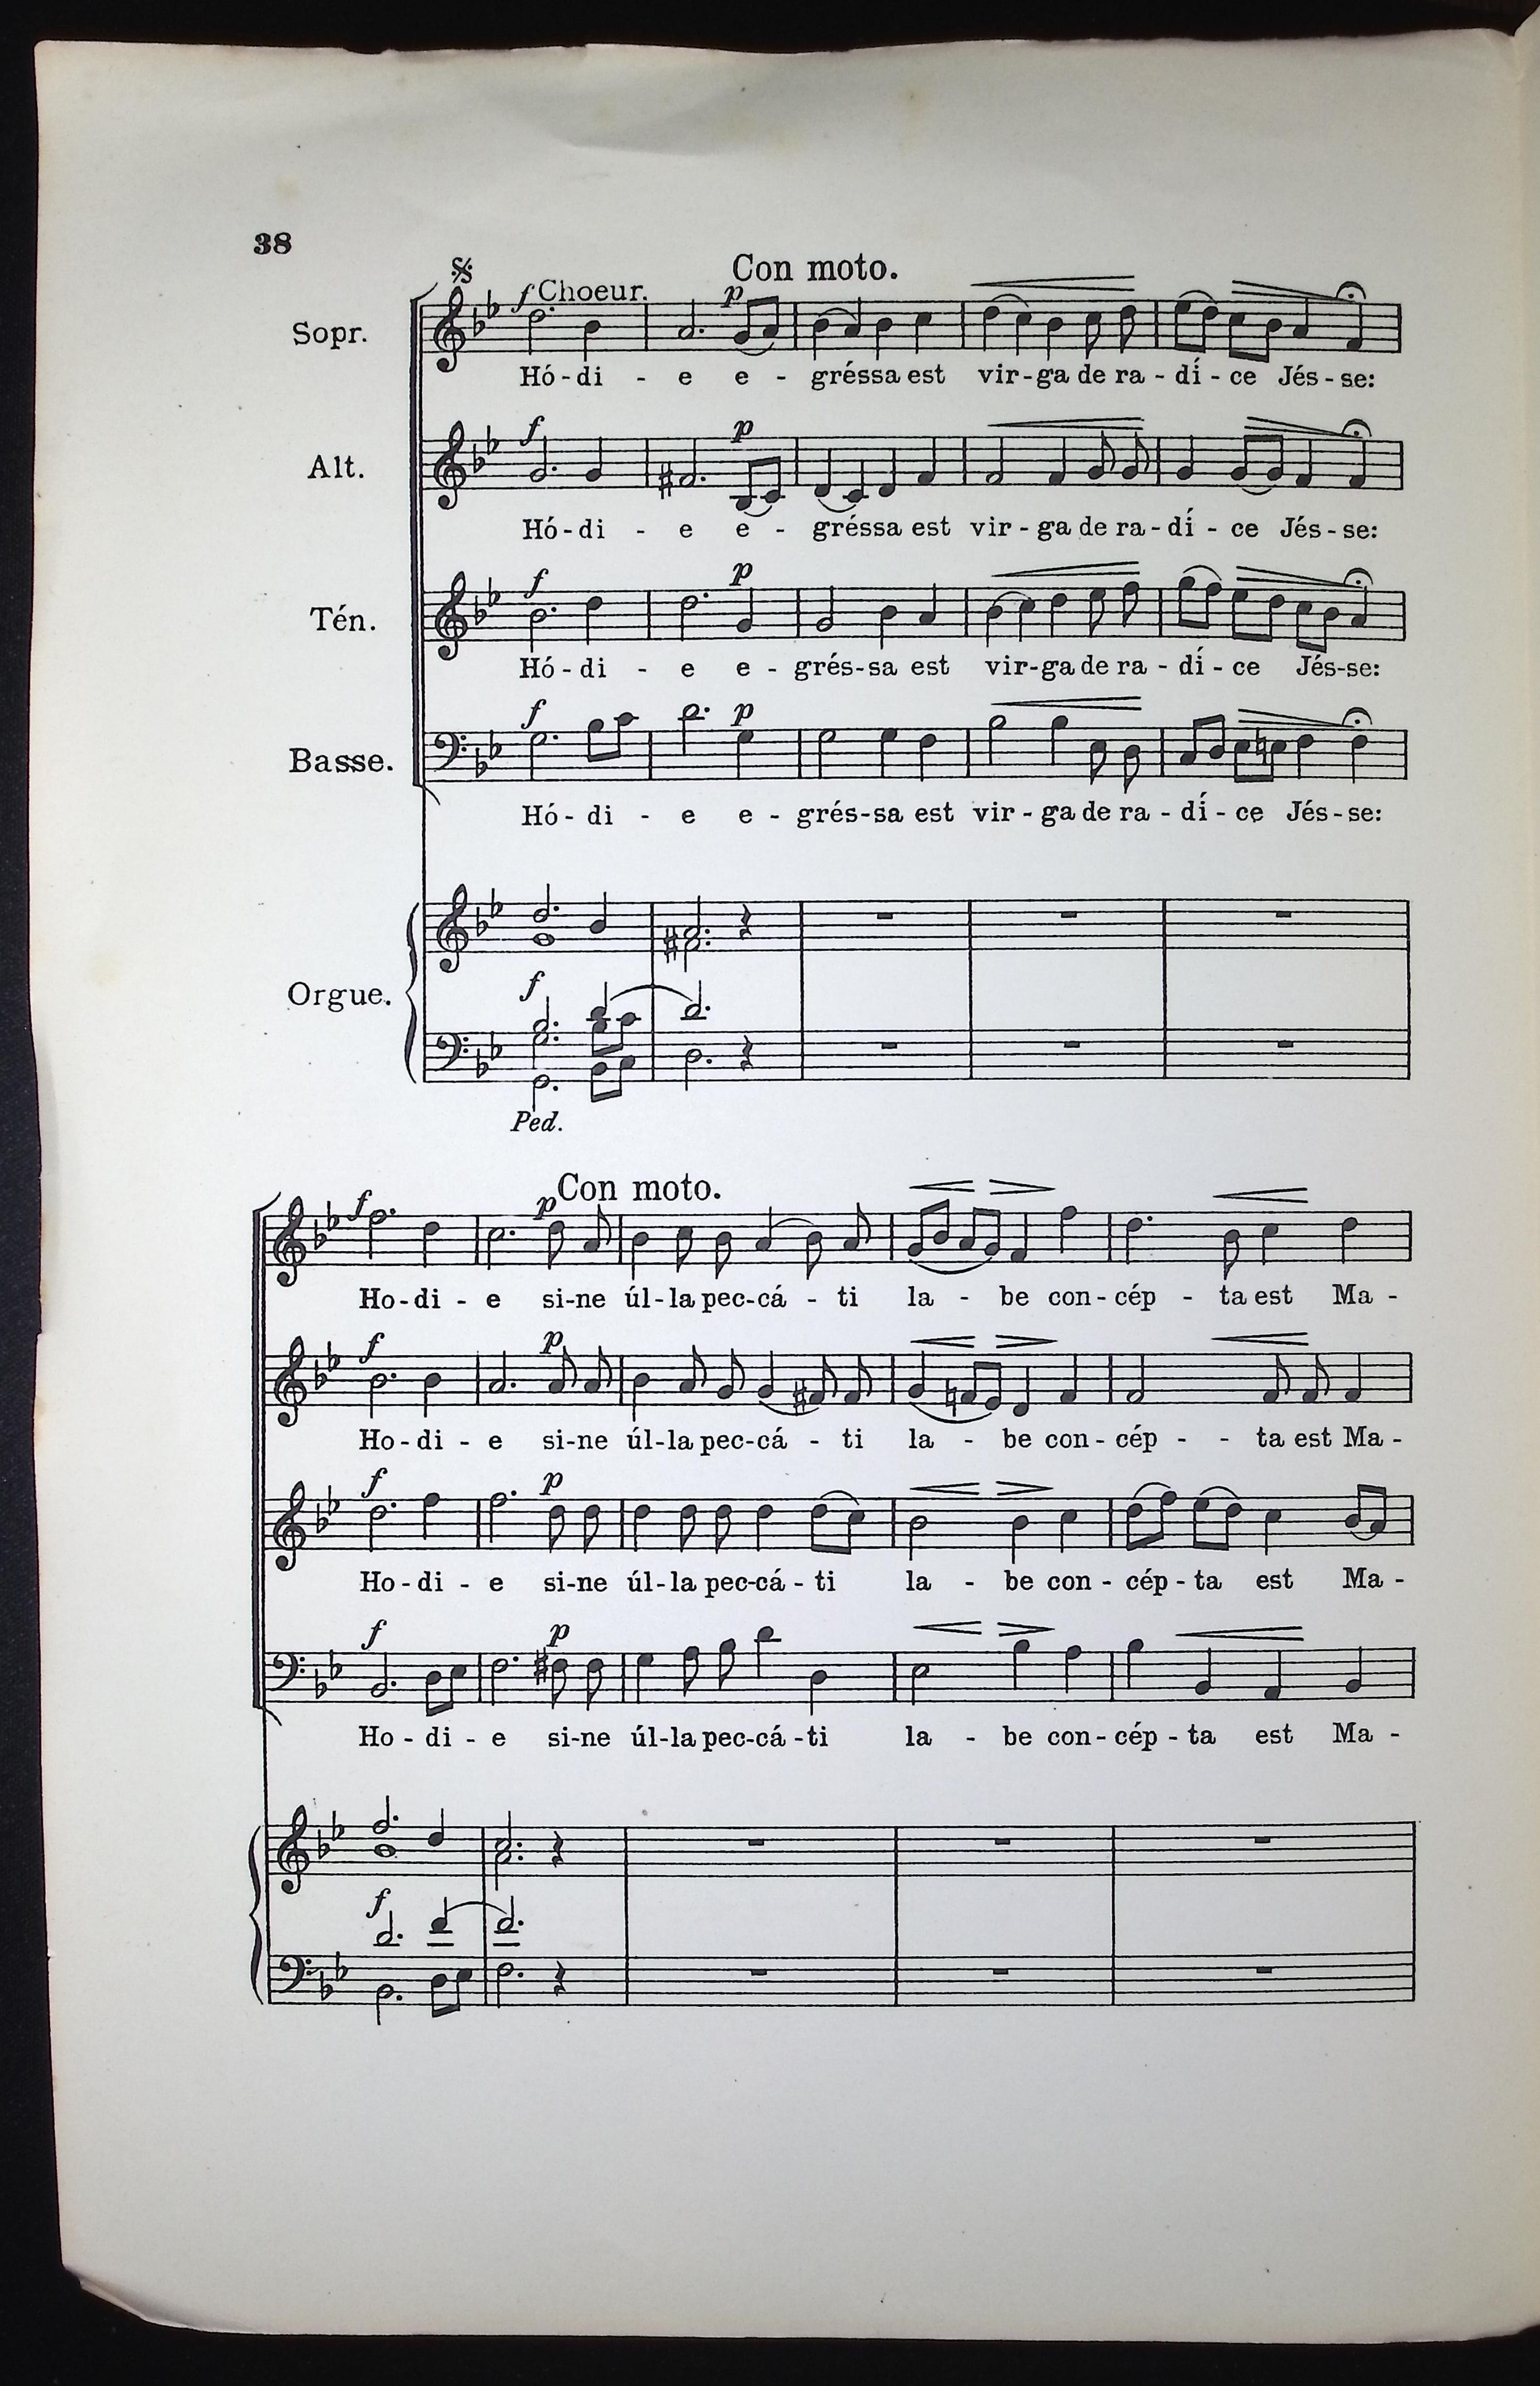 38
Con moto.
f Choeur. p
Sopr.
Hó - di - e e - gréssa est vir - ga de ra - dí - ce Jés - se:
f p
Alt.
Hó - di - e e - gréssa est vir - ga de ra - dí - ce Jés - se:
f p
Tén.
Hó - di - e e - grés - sa est vir - ga de ra - dí - ce Jés - se:
f p
Basse.
Hó - di - e e - grés - sa est vir - ga de ra - dí - ce Jés - se:
f
Orgue.
Ped.
Con moto.
f p
Ho - di - e si - ne úl - la pec - cá - ti la - be con - cép - ta est Ma -
f p
Ho - di - e si - ne úl - la pec - cá - ti la - be con - cép - - ta est Ma -
f p
Ho - di - e si - ne úl - la pec - cá - ti la - be con - cép - ta est Ma -
f p
Ho - di - e si - ne úl - la pec - cá - ti la - be con - cép - ta est Ma -
f